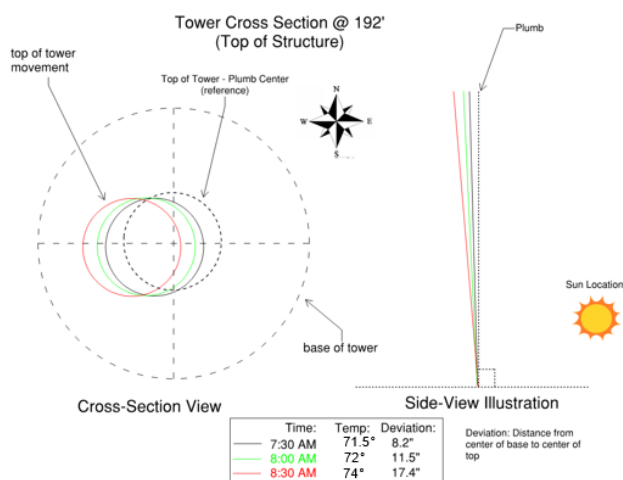 Tower Cross Section @ 192'
(Top of Structure)
top of tower
movement
Top of Tower - Plumb Center
(reference)
N
W
E
S
Plumb
Sun Location
base of tower
Cross-Section View
Side-View Illustration
Time: Temp: Deviation:
7:30 AM 71.5° 8.2"
8:00 AM 72° 11.5"
8:30 AM 74° 17.4"
Deviation: Distance from
center of base to center of
top